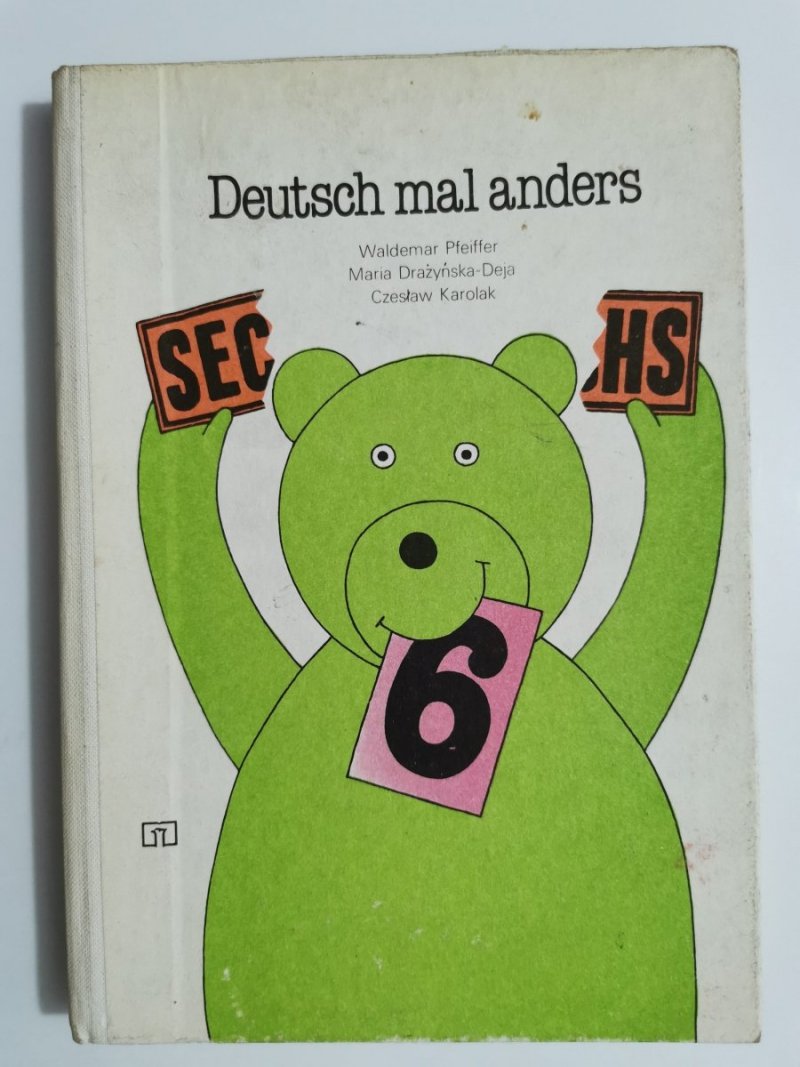 Deutsch mal anders
Waldemar Pfeiffer
Maria Drażyńska-Deja
Czesław Karolak
SEC HS
6